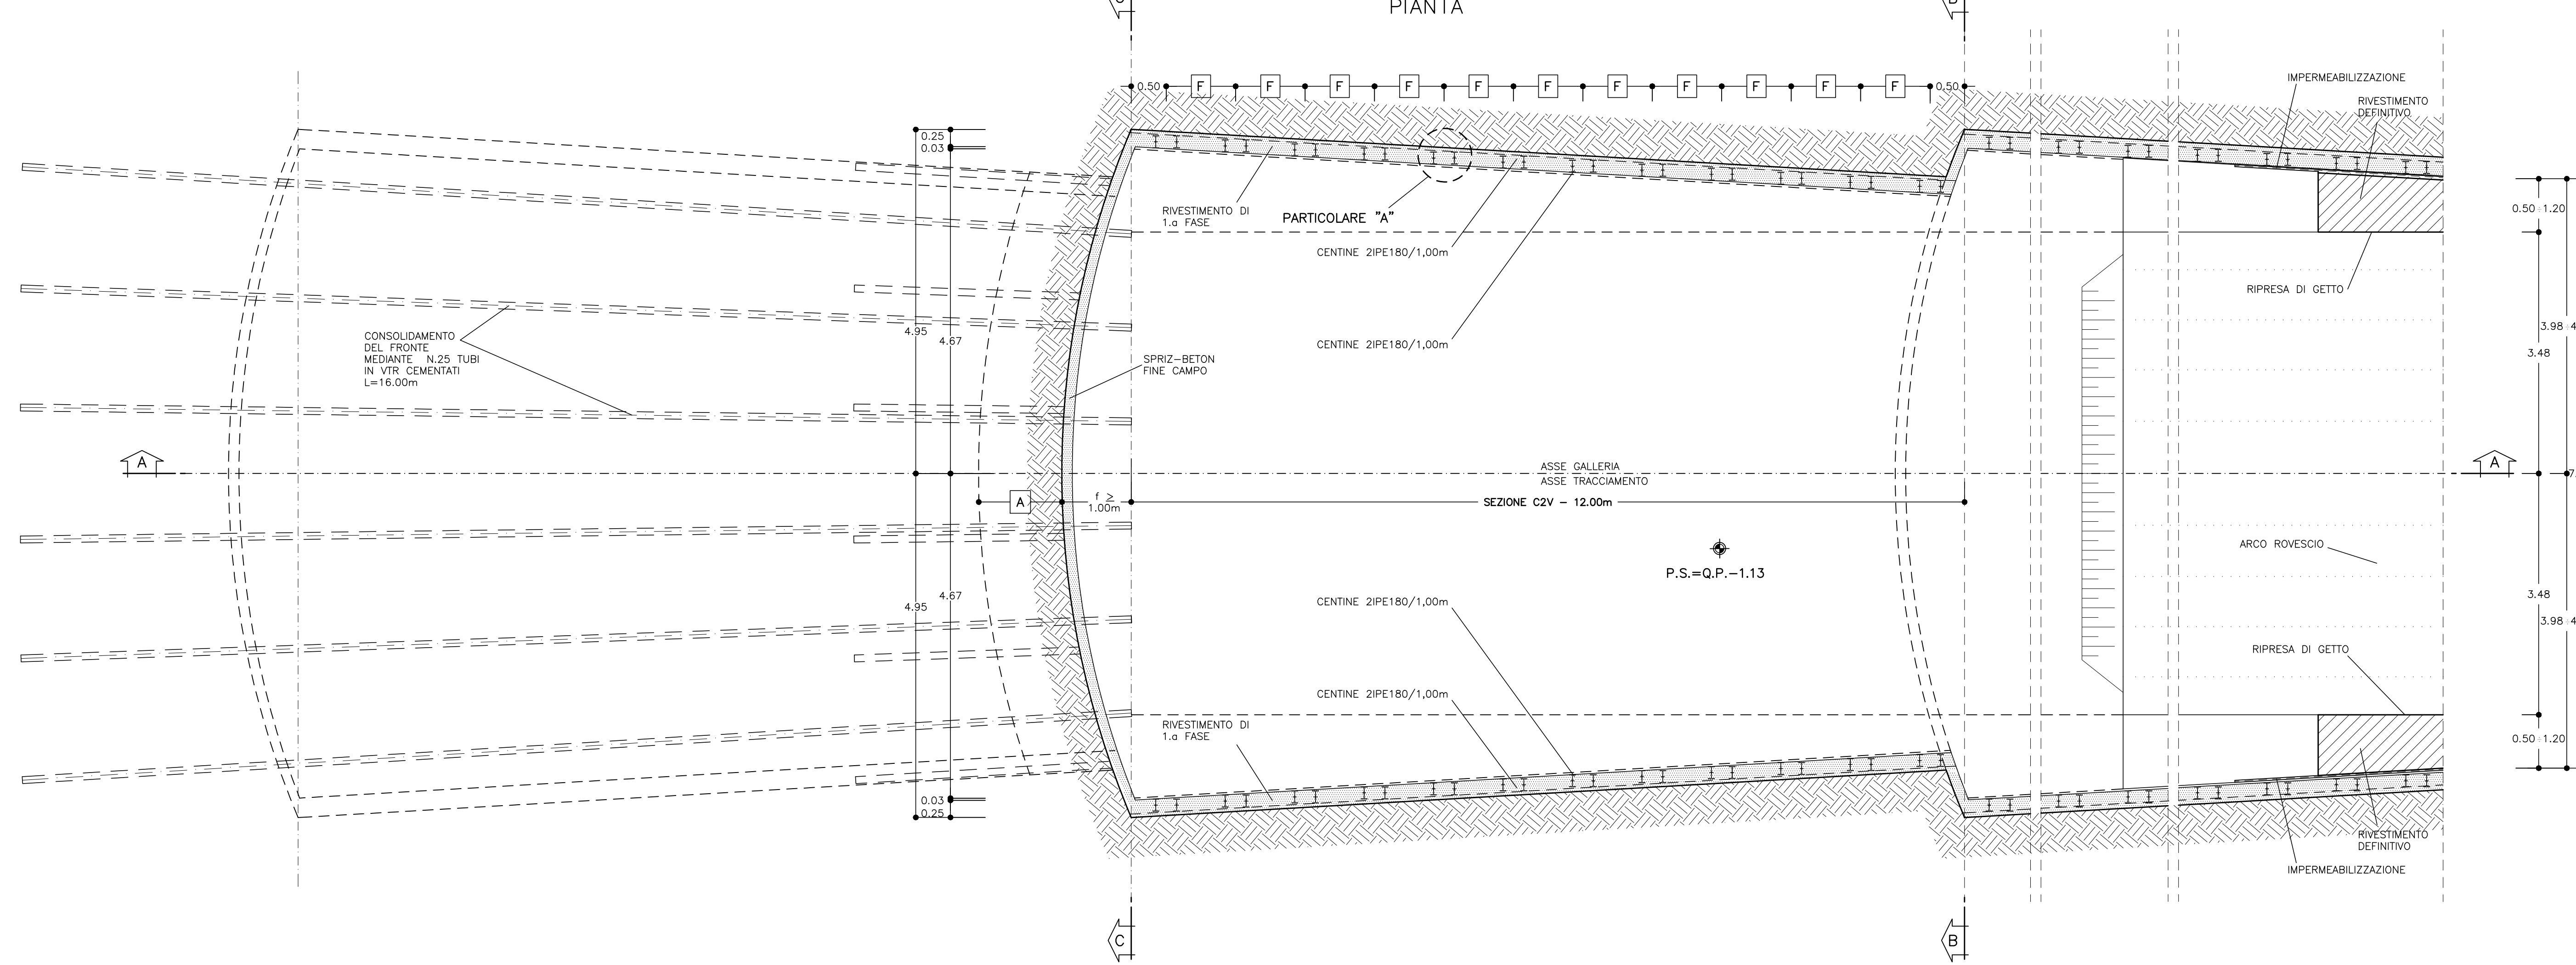 PIANTA
0.50 F F F F F F F F F F F 0.50
IMPERMEABILIZZAZIONE
RIVESTIMENTO
DEFINITIVO
0.25
0.03
RIVESTIMENTO DI
1.a FASE
PARTICOLARE "A"
0.50÷1.20
CENTINE 2IPE180/1,00m
RIPRESA DI GETTO
CONSOLIDAMENTO
DEL FRONTE
MEDIANTE N.25 TUBI
IN VTR CEMENTATI
L=16.00m
4.95
4.67
CENTINE 2IPE180/1,00m
SPRIZ-BETON
FINE CAMPO
3.98
3.48
A
ASSE GALLERIA
ASSE TRACCIAMENTO
A
A
f ≥
1.00m
SEZIONE C2V - 12.00m
P.S.=Q.P.-1.13
ARCO ROVESCIO
4.95
4.67
CENTINE 2IPE180/1,00m
3.48
3.98
RIPRESA DI GETTO
CENTINE 2IPE180/1,00m
RIVESTIMENTO DI
1.a FASE
0.50÷1.20
0.03
0.25
RIVESTIMENTO
DEFINITIVO
IMPERMEABILIZZAZIONE
C
B